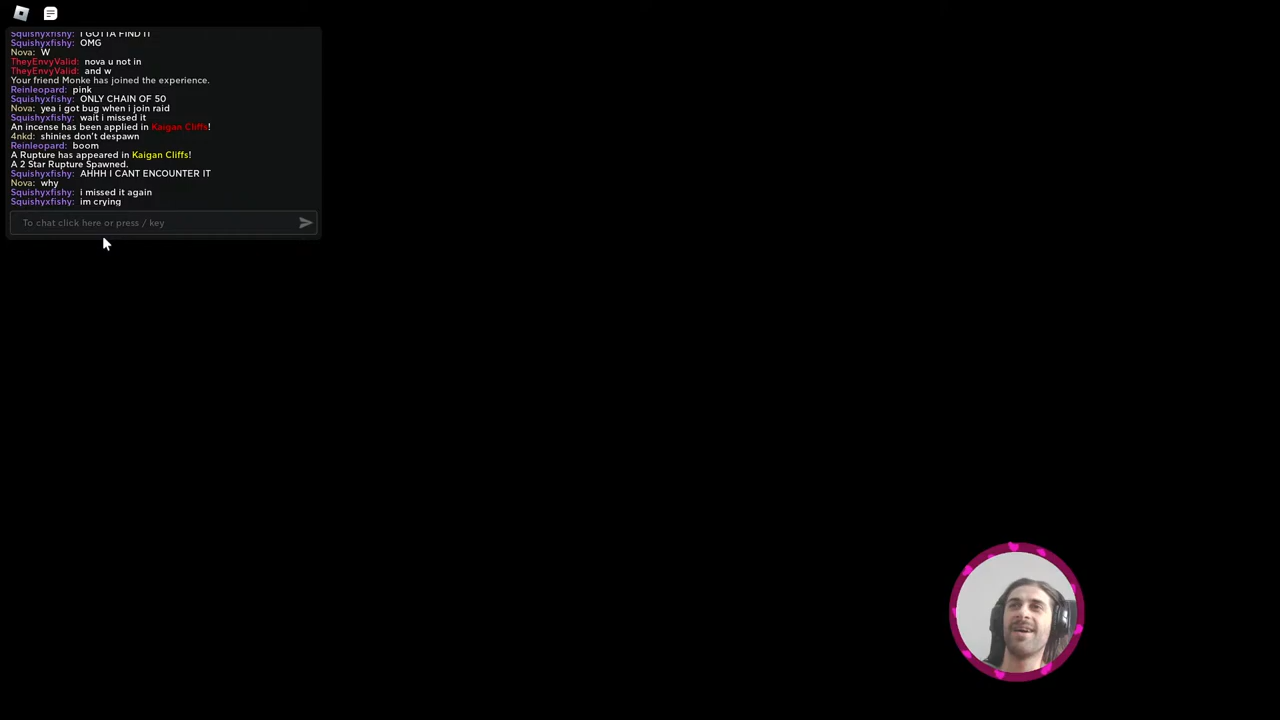 Squishyxfishy: I GOTTA FIND IT
Squishyxfishy: OMG
Nova: W
TheyEnvyValid: nova u not in
TheyEnvyValid: and w
Your friend Monke has joined the experience.
Reinleopard: pink
Squishyxfishy: ONLY CHAIN OF 50
Nova: yea i got bug when i join raid
Squishyxfishy: wait i missed it
An incense has been applied in Kaigan Cliffs!
4nkd: shinies don't despawn
Reinleopard: boom
A Rupture has appeared in Kaigan Cliffs!
A 2 Star Rupture Spawned.
Squishyxfishy: AHHH I CANT ENCOUNTER IT
Nova: why
Squishyxfishy: i missed it again
Squishyxfishy: im crying
To chat click here or press / key